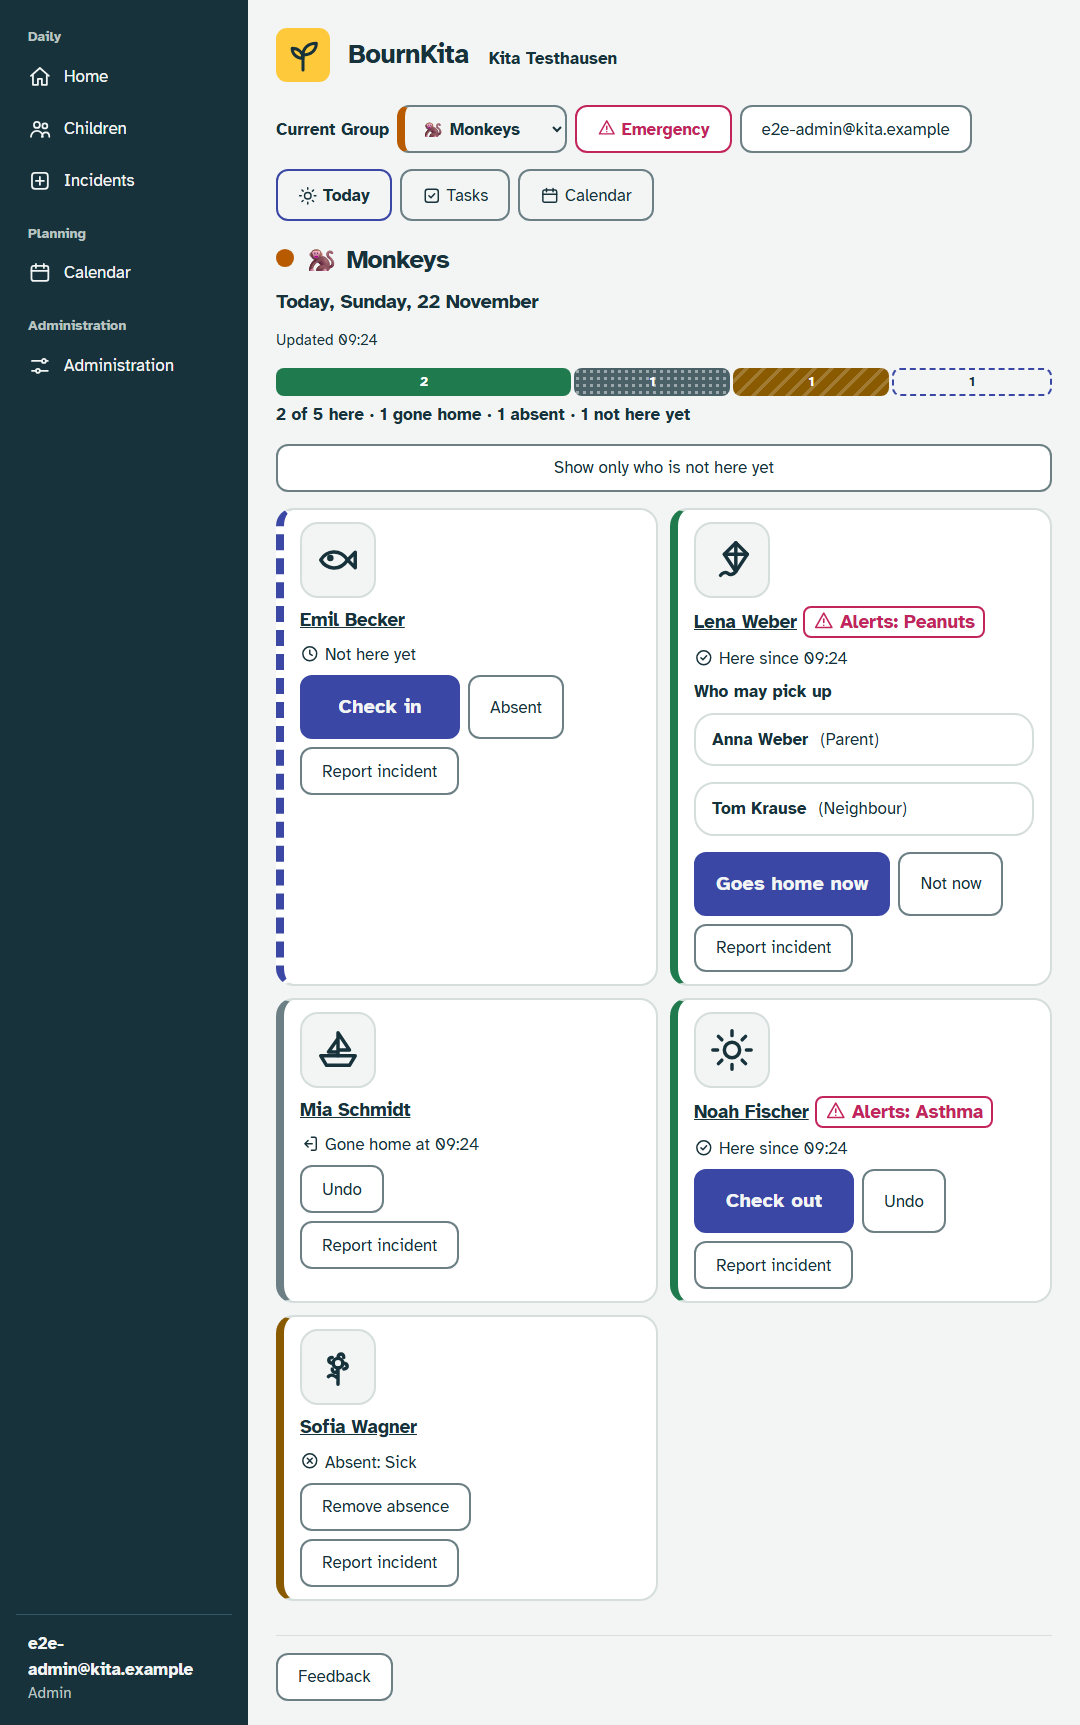 Daily
Home
Children
Incidents
Planning
Calendar
Administration
Administration
e2e-
admin@kita.example
Admin
BournKita Kita Testhausen
Current Group Monkeys Emergency e2e-admin@kita.example
Today Tasks Calendar
Monkeys
Today, Sunday, 22 November
Updated 09:24
2 1 1 1
2 of 5 here · 1 gone home · 1 absent · 1 not here yet
Show only who is not here yet
Emil Becker
Not here yet
Check in Absent
Report incident
Lena Weber Alerts: Peanuts
Here since 09:24
Who may pick up
Anna Weber (Parent)
Tom Krause (Neighbour)
Goes home now Not now
Report incident
Mia Schmidt
Gone home at 09:24
Undo
Report incident
Noah Fischer Alerts: Asthma
Here since 09:24
Check out Undo
Report incident
Sofia Wagner
Absent: Sick
Remove absence
Report incident
Feedback